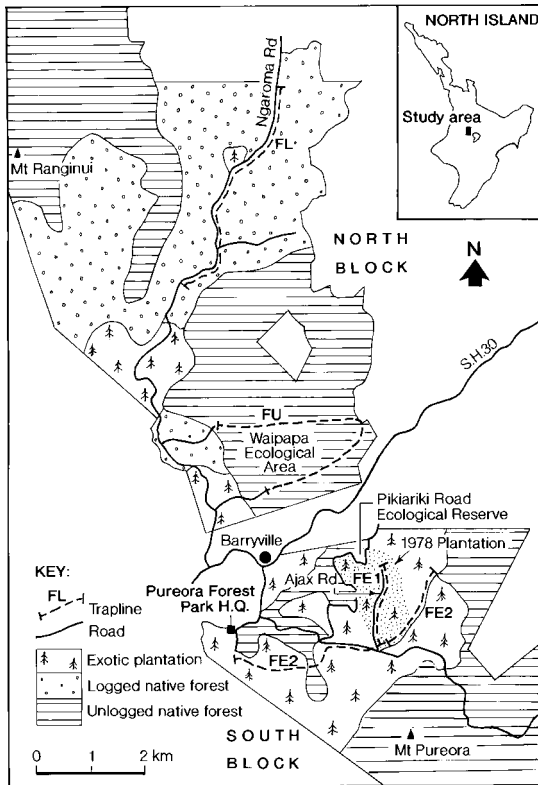 NORTH ISLAND
Study area
Ngaroma Rd
FL
Mt Ranginui
NORTH
BLOCK
N
S.H.30
FU
Waipapa
Ecological
Area
Pikiariki Road
Ecological Reserve
Barryville
1978 Plantation
Ajax Rd
FE1
FE2
Pureora Forest
Park H.Q.
FE2
KEY:
FL
Trapline
Road
Exotic plantation
Logged native forest
Unlogged native forest
0 1 2 km
SOUTH
BLOCK
Mt Pureora